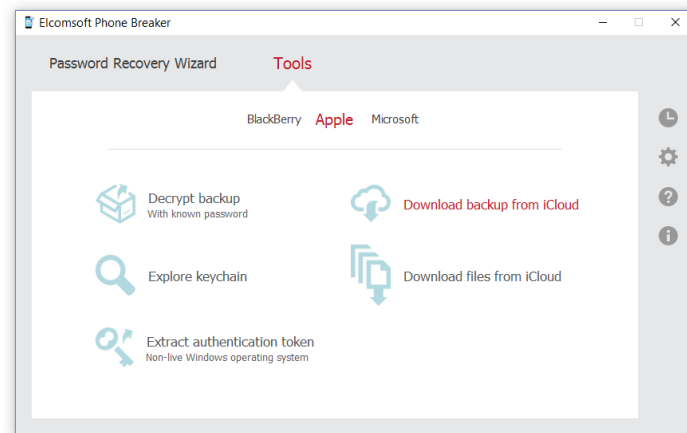 Elcomsoft Phone Breaker
Password Recovery Wizard Tools
BlackBerry Apple Microsoft
Decrypt backup
With known password
Download backup from iCloud
Explore keychain
Download files from iCloud
Extract authentication token
Non-live Windows operating system